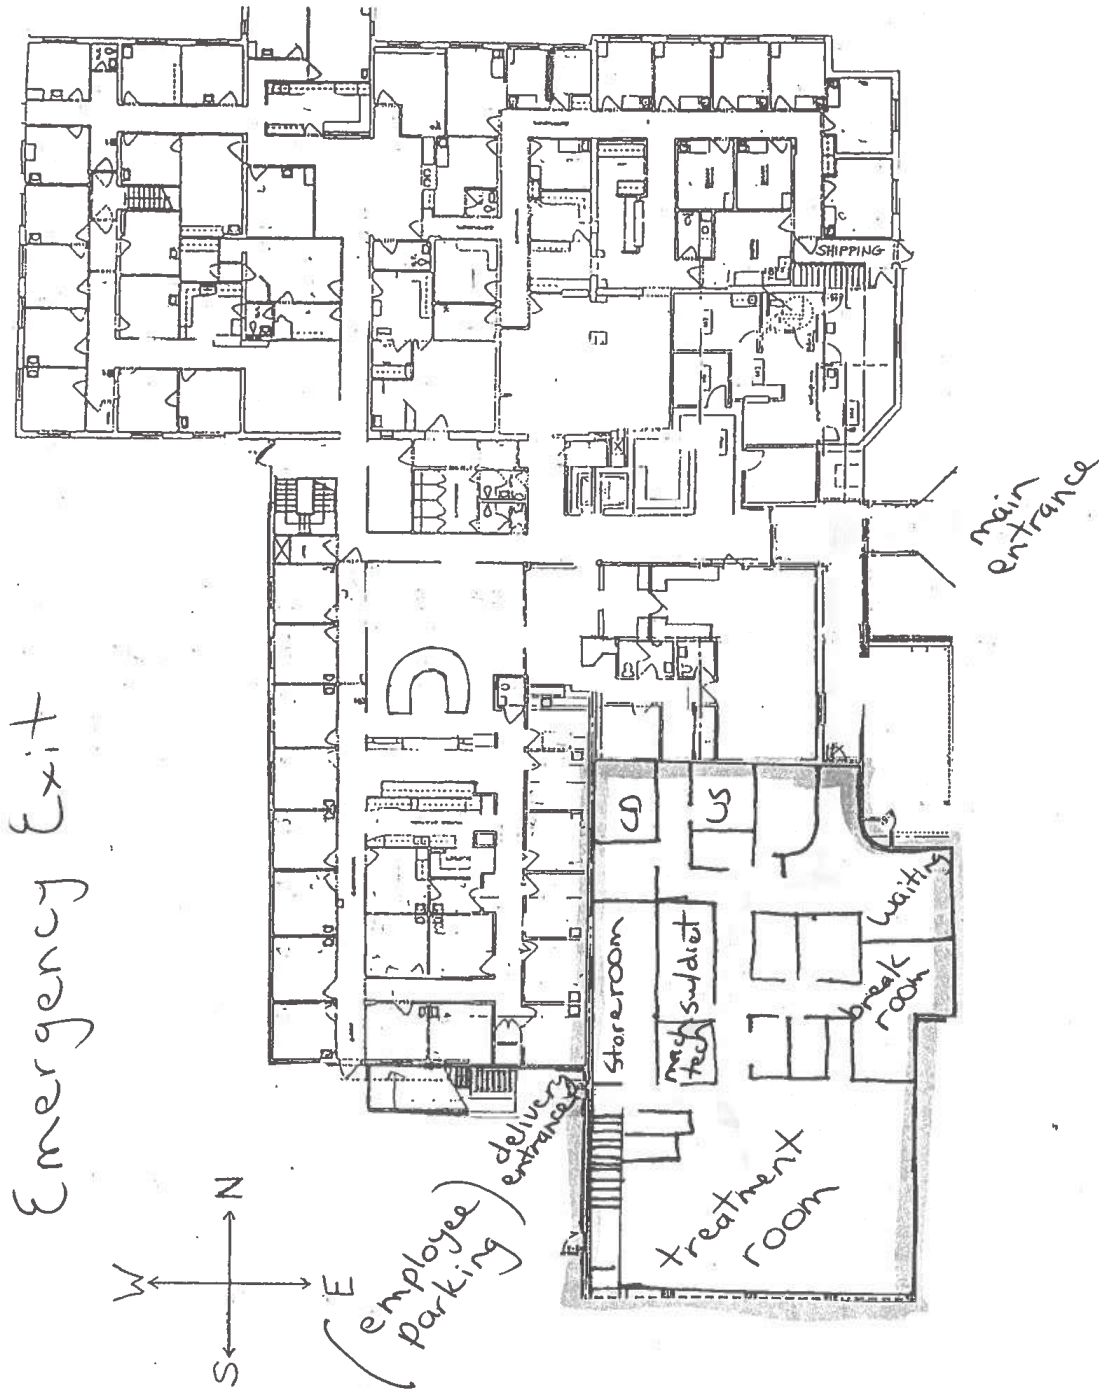 Emergency Exit
W
N
S
E
SHIPPING
main
entrance
CD
US
waiting
storeroom
sw/diet
mach
tech
break
room
delivery
entrance
(employee
parking)
treatment
room